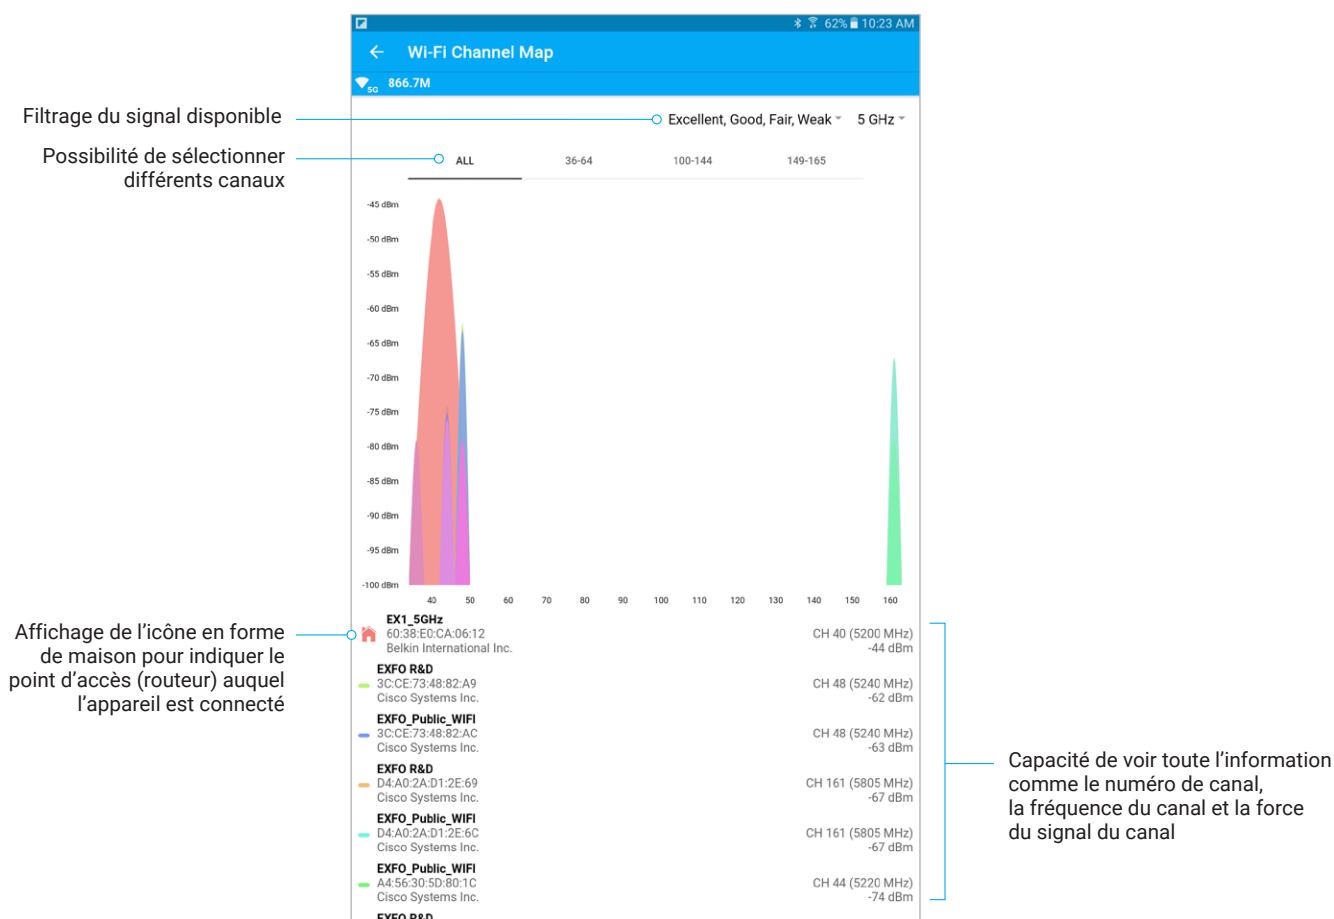 62% 10:23 AM
Wi-Fi Channel Map
5G 866.7M
Filtrage du signal disponible
Excellent, Good, Fair, Weak 5 GHz
Possibilité de sélectionner
différents canaux
ALL 36-64 100-144 149-165
-45 dBm
-50 dBm
-55 dBm
-60 dBm
-65 dBm
-70 dBm
-75 dBm
-80 dBm
-85 dBm
-90 dBm
-95 dBm
-100 dBm
40 50 60 70 80 90 100 110 120 130 140 150 160
Affichage de l’icône en forme
de maison pour indiquer le
point d’accès (routeur) auquel
l’appareil est connecté
EX1_5GHz
60:38:E0:CA:06:12 CH 40 (5200 MHz)
Belkin International Inc. -44 dBm
EXFO R&D
3C:CE:73:48:82:A9 CH 48 (5240 MHz)
Cisco Systems Inc. -62 dBm
EXFO_Public_WIFI
3C:CE:73:48:82:AC CH 48 (5240 MHz)
Cisco Systems Inc. -63 dBm
EXFO R&D
D4:A0:2A:D1:2E:69 CH 161 (5805 MHz)
Cisco Systems Inc. -67 dBm
EXFO_Public_WIFI
D4:A0:2A:D1:2E:6C CH 161 (5805 MHz)
Cisco Systems Inc. -67 dBm
EXFO_Public_WIFI
A4:56:30:5D:80:1C CH 44 (5220 MHz)
Cisco Systems Inc. -74 dBm
EXFO R&D
Capacité de voir toute l’information
comme le numéro de canal,
la fréquence du canal et la force
du signal du canal